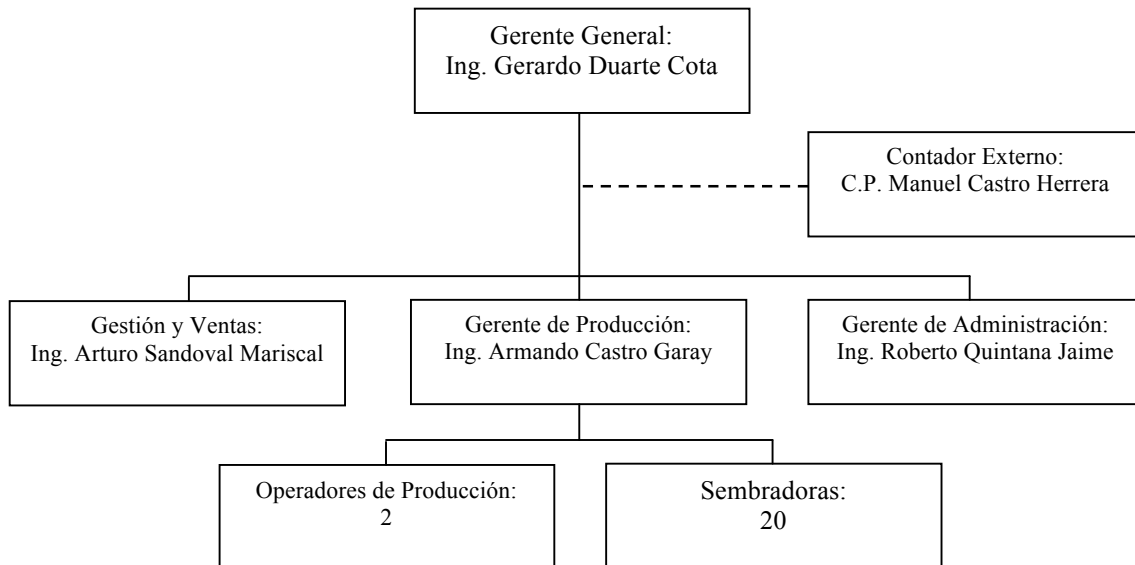 Gerente General:
Ing. Gerardo Duarte Cota
Contador Externo:
C.P. Manuel Castro Herrera
Gestión y Ventas:
Ing. Arturo Sandoval Mariscal
Gerente de Producción:
Ing. Armando Castro Garay
Gerente de Administración:
Ing. Roberto Quintana Jaime
Operadores de Producción:
2
Sembradoras:
20